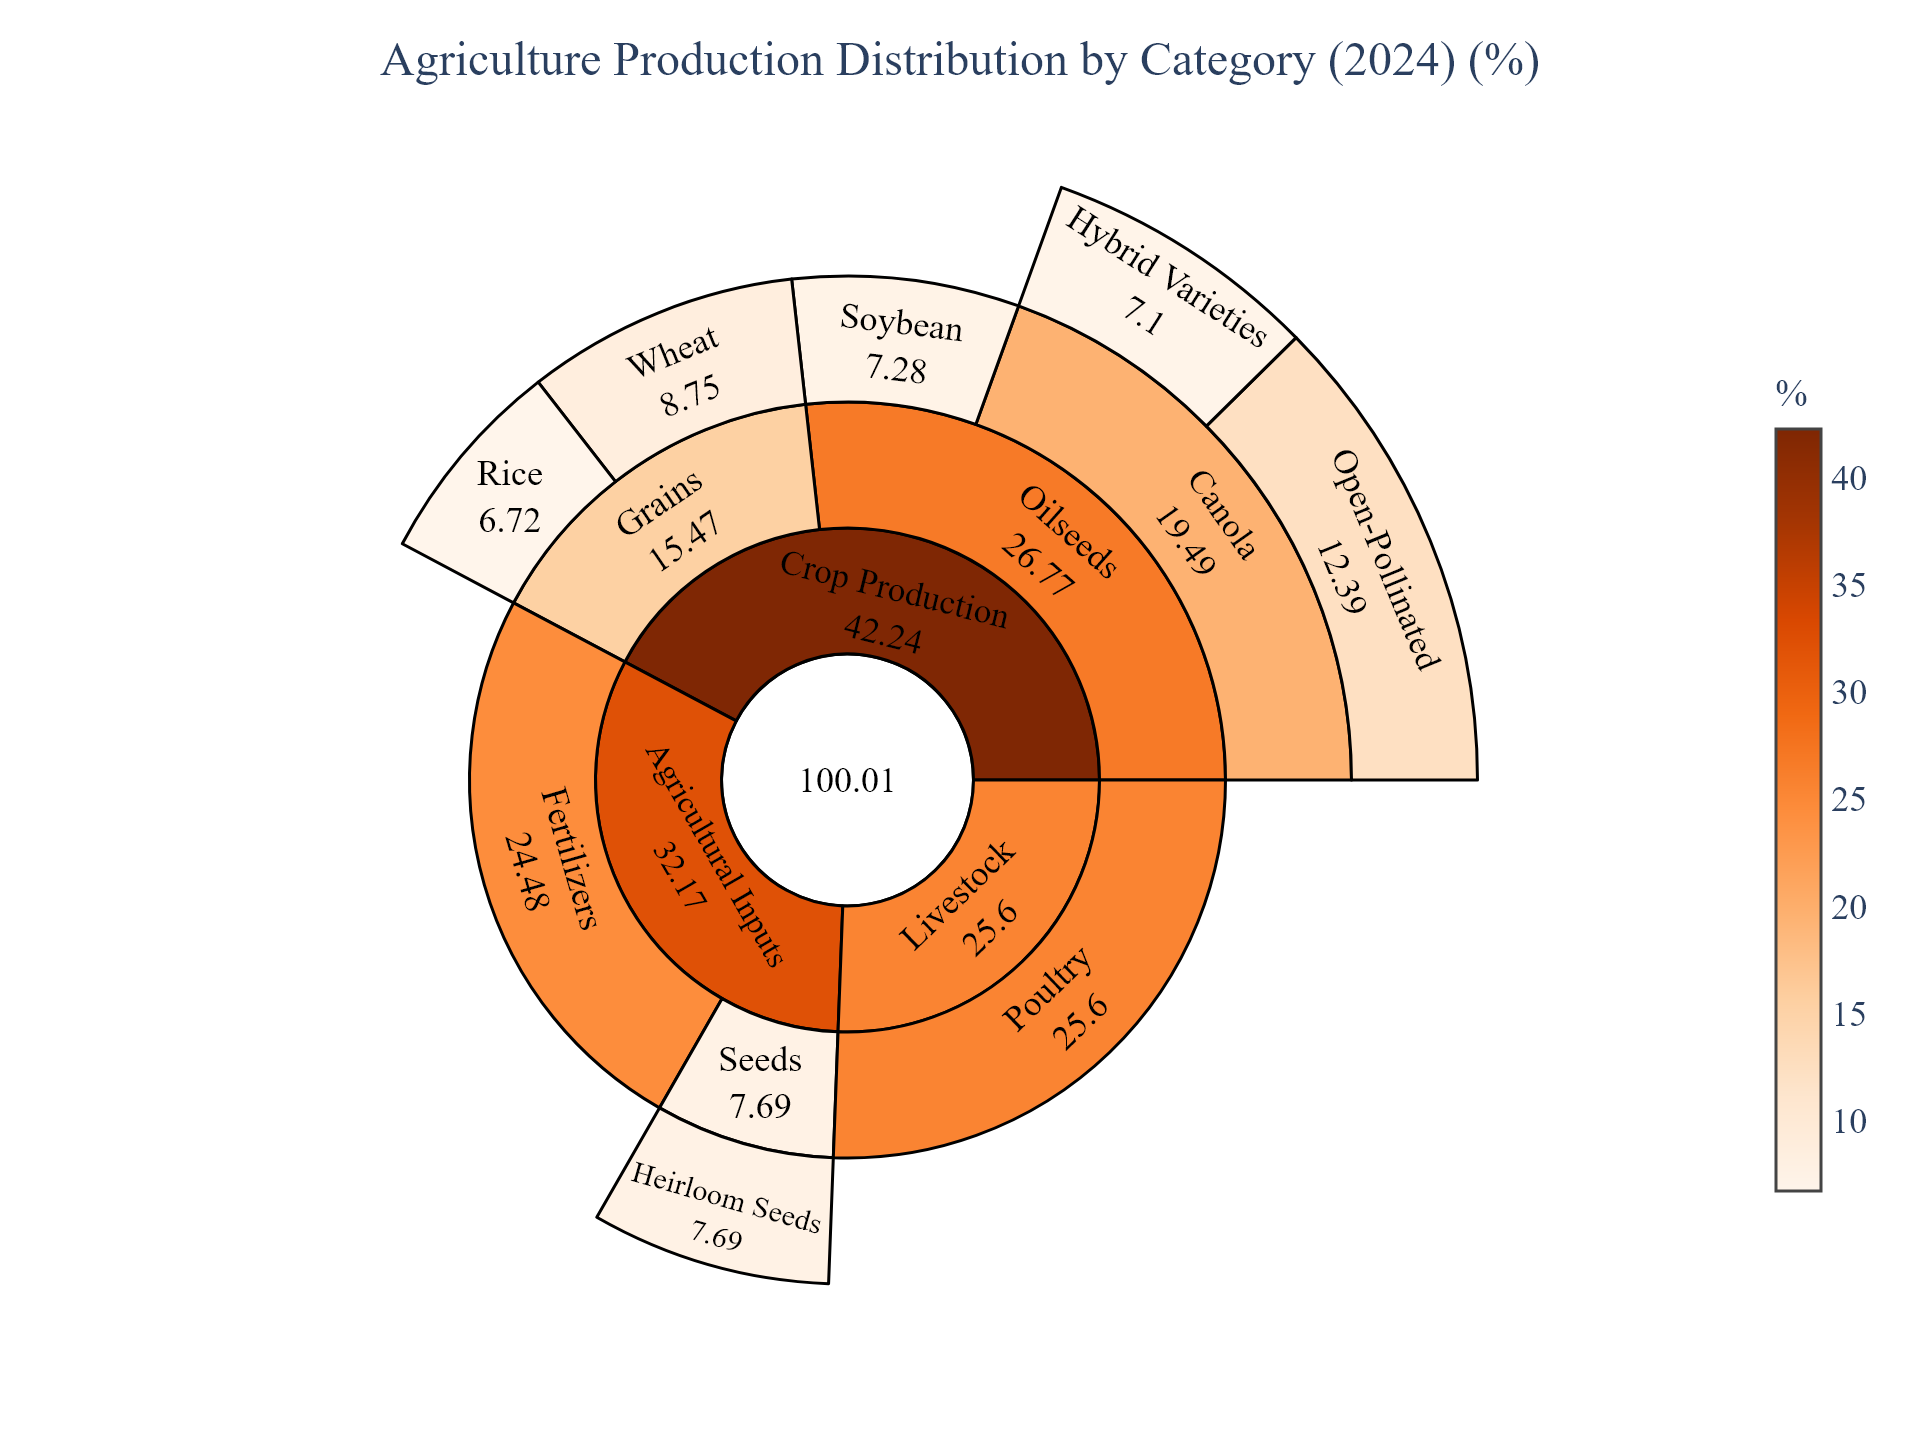 Agriculture Production Distribution by Category (2024) (%)
Hybrid Varieties
7.1
Soybean
7.28
Wheat
8.75
Rice
6.72
Grains
15.47
Oilseeds
26.77
Canola
19.49
Open-Pollinated
12.39
Crop Production
42.24
100.01
Agricultural Inputs
32.17
Fertilizers
24.48
Livestock
25.6
Poultry
25.6
Seeds
7.69
Heirloom Seeds
7.69
%
40
35
30
25
20
15
10